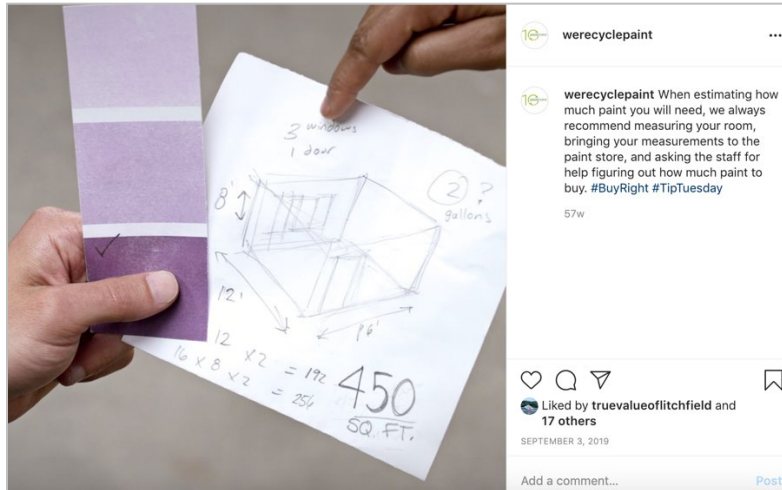 3 windows
1 door
8'
2 ?
gallons
12'
16'
12 x 2 = 192
16 x 8 x 2 = 256
450
SQ. FT.
werecyclepaint
werecyclepaint When estimating how
much paint you will need, we always
recommend measuring your room,
bringing your measurements to the
paint store, and asking the staff for
help figuring out how much paint to
buy. #BuyRight #TipTuesday
57w
Liked by truevalueoflitchfield and
17 others
SEPTEMBER 3, 2019
Add a comment...
Post